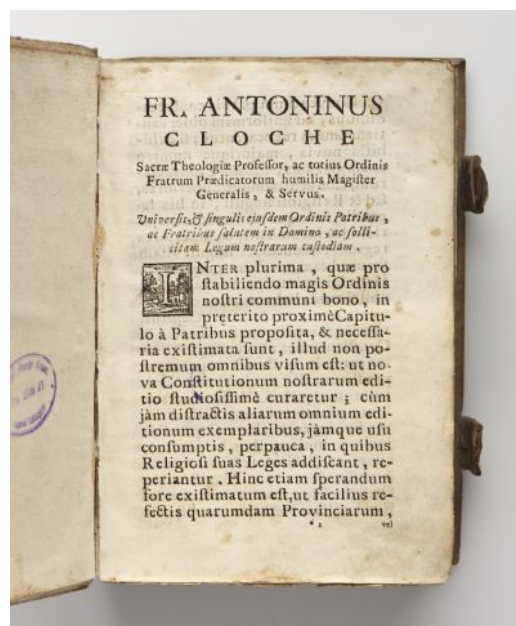 FR. ANTONINUS
CLOCHE
Sacræ Theologiæ Professor, ac totius Ordinis
Fratrum Prædicatorum humilis Magister
Generalis, & Servus.
Universis, & singulis ejusdem Ordinis Patribus,
ac Fratribus salutem in Domino, ac solli-
citam Legum nostrarum custodiam.
INTER plurima, quæ pro
stabiliendo magis Ordinis
nostri communi bono, in
preterito proximè Capitu-
lo à Patribus proposita, & necessa-
ria existimata sunt, illud non po-
stremum omnibus visum est: ut no-
va Constitutionum nostrarum edi-
tio studiosissimè curaretur; cùm
jàm distractis aliarum omnium edi-
tionum exemplaribus, jàmque usu
consumptis, perpauca, in quibus
Religiosi suas Leges addiscant, re-
periantur. Hinc etiam sperandum
fore existimatum est, ut facilius re-
fectis quarumdam Provinciarum,
* 2 vel